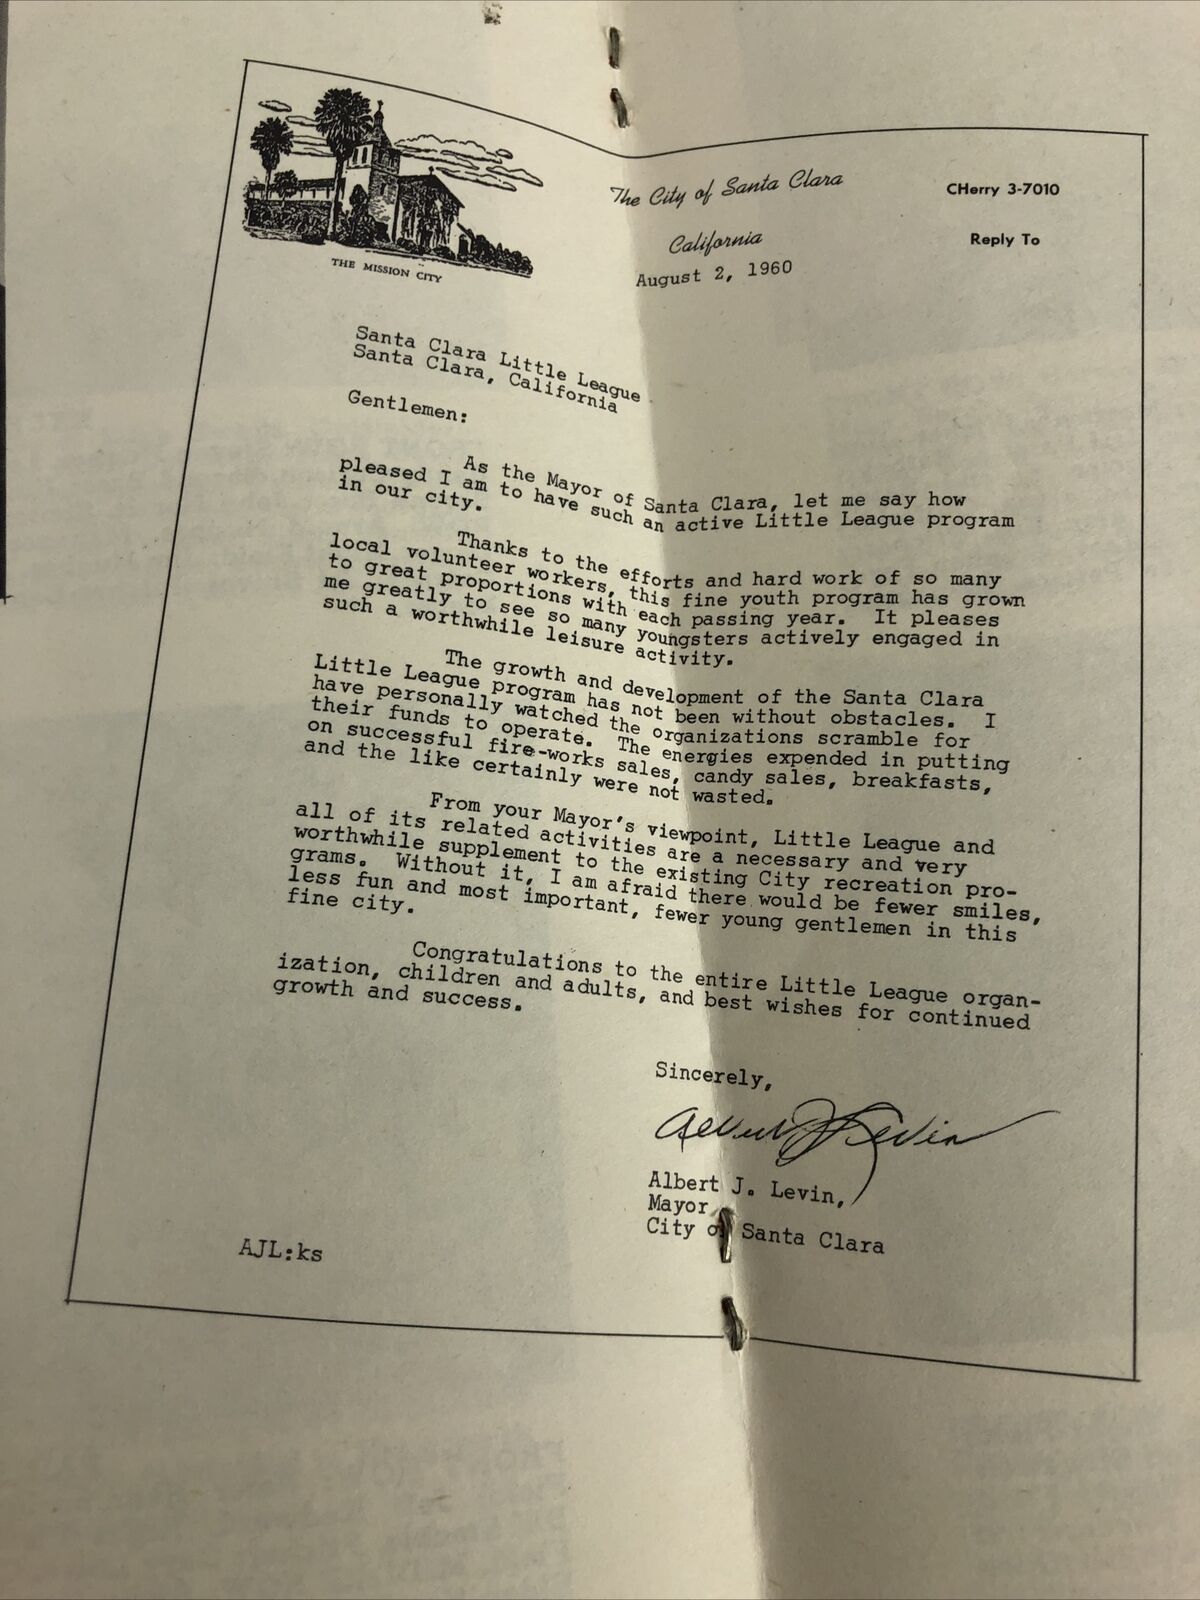 THE MISSION CITY
The City of Santa Clara
California
CHerry 3-7010
Reply To
August 2, 1960
Santa Clara Little League
Santa Clara, California
Gentlemen:
As the Mayor of Santa Clara, let me say how
pleased I am to have such an active Little League program
in our city.
Thanks to the efforts and hard work of so many
local volunteer workers, this fine youth program has grown
to great proportions with each passing year. It pleases
me greatly to see so many youngsters actively engaged in
such a worthwhile leisure activity.
The growth and development of the Santa Clara
Little League program has not been without obstacles. I
have personally watched the organizations scramble for
their funds to operate. The energies expended in putting
on successful fire-works sales, candy sales, breakfasts,
and the like certainly were not wasted.
From your Mayor's viewpoint, Little League and
all of its related activities are a necessary and very
worthwhile supplement to the existing City recreation pro-
grams. Without it, I am afraid there would be fewer smiles,
less fun and most important, fewer young gentlemen in this
fine city.
Congratulations to the entire Little League organ-
ization, children and adults, and best wishes for continued
growth and success.
Sincerely,
Albert J. Levin
Albert J. Levin,
Mayor
City of Santa Clara
AJL:ks